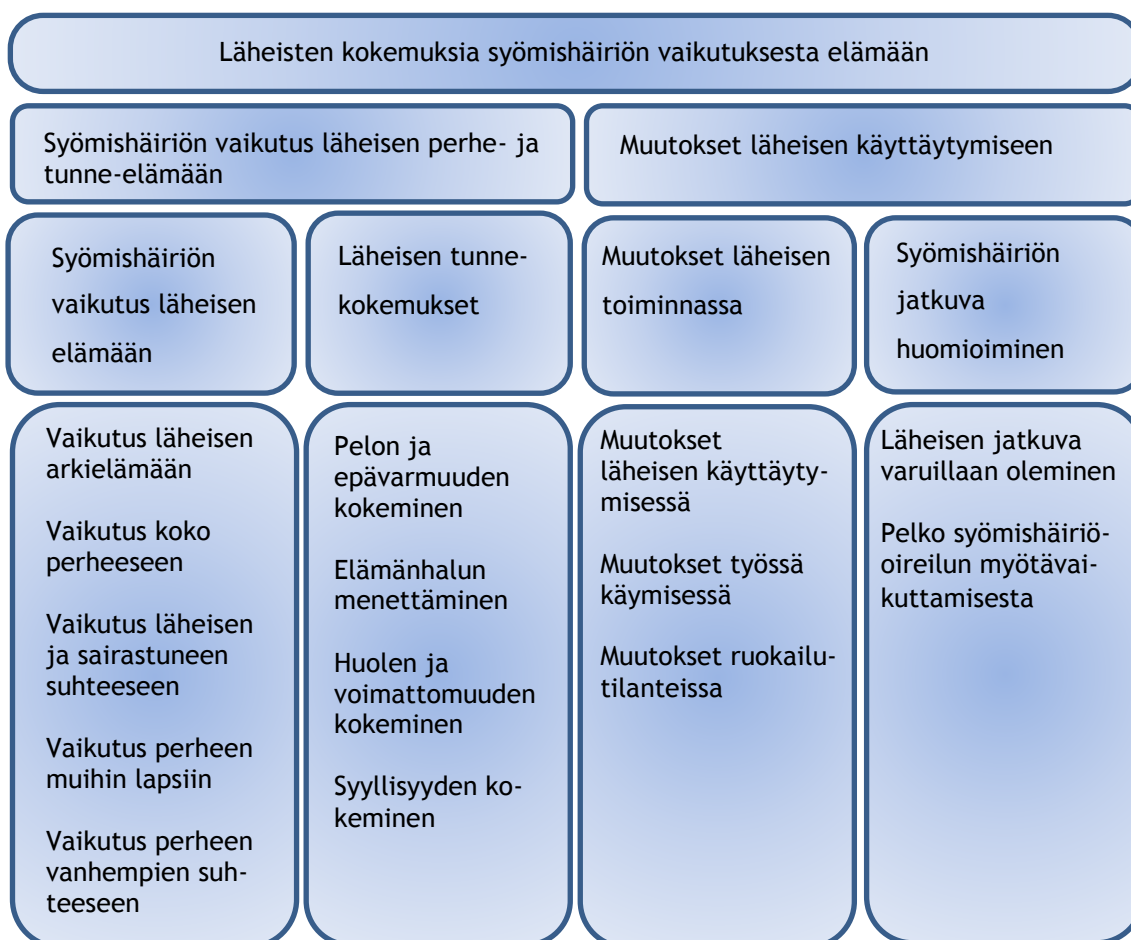 Läheisten kokemuksia syömishäiriön vaikutuksesta elämään
Syömishäiriön vaikutus läheisen perhe- ja
tunne-elämään
Muutokset läheisen käyttäytymiseen
Syömishäiriön
vaikutus läheisen
elämään
Läheisen tunne-
kokemukset
Muutokset läheisen
toiminnassa
Syömishäiriön
jatkuva
huomioiminen
Vaikutus läheisen
arkielämään
Vaikutus koko
perheeseen
Vaikutus läheisen
ja sairastuneen
suhteeseen
Vaikutus perheen
muihin lapsiin
Vaikutus perheen
vanhempien suh-
teeseen
Pelon ja
epävarmuuden
kokeminen
Elämänhalun
menettäminen
Huolen ja
voimattomuuden
kokeminen
Syyllisyyden ko-
keminen
Muutokset
läheisen käyttäyty-
misessä
Muutokset työssä
käymisessä
Muutokset ruokailu-
tilanteissa
Läheisen jatkuva
varuillaan oleminen
Pelko syömishäiriö-
oireilun myötävai-
kuttamisesta